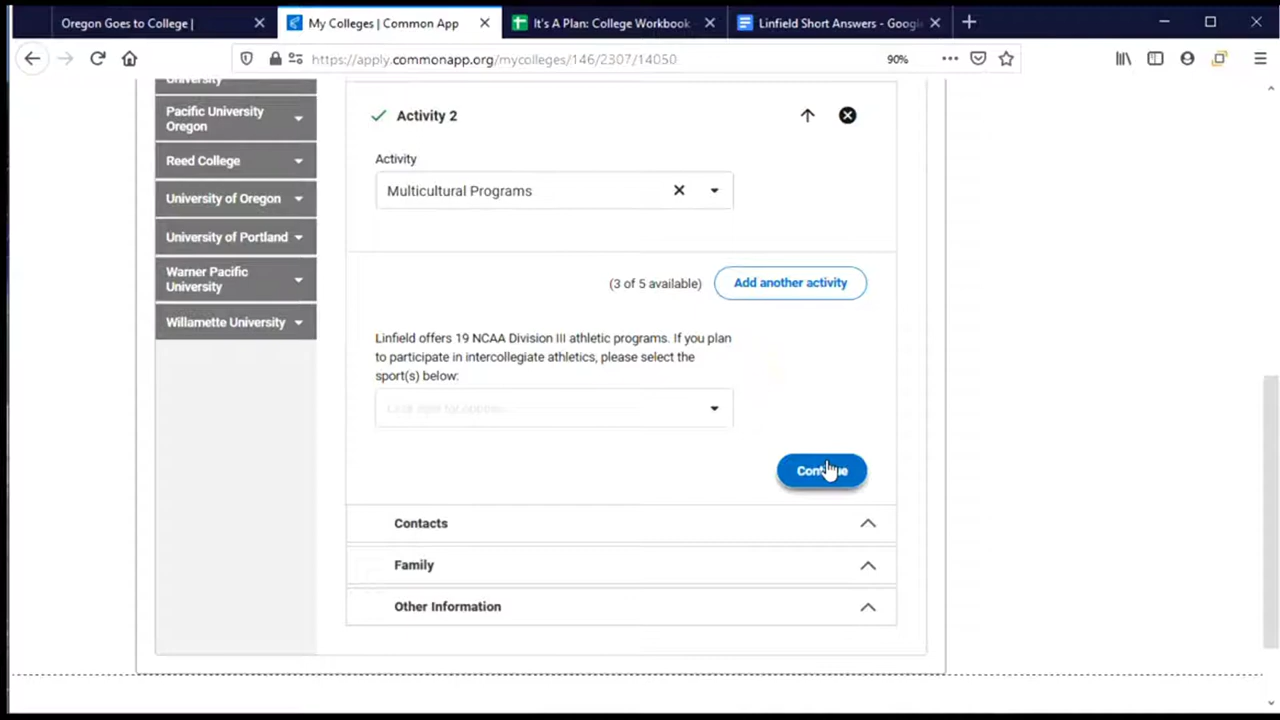 Oregon Goes to College |
My Colleges | Common App
It's A Plan: College Workbook
Linfield Short Answers - Googl
https://apply.commonapp.org/mycolleges/146/2307/14050
90%
University
Pacific University
Oregon
Reed College
University of Oregon
University of Portland
Warner Pacific
University
Willamette University
Activity 2
Activity
Multicultural Programs
(3 of 5 available)
Add another activity
Linfield offers 19 NCAA Division III athletic programs. If you plan
to participate in intercollegiate athletics, please select the
sport(s) below:
Continue
Contacts
Family
Other Information